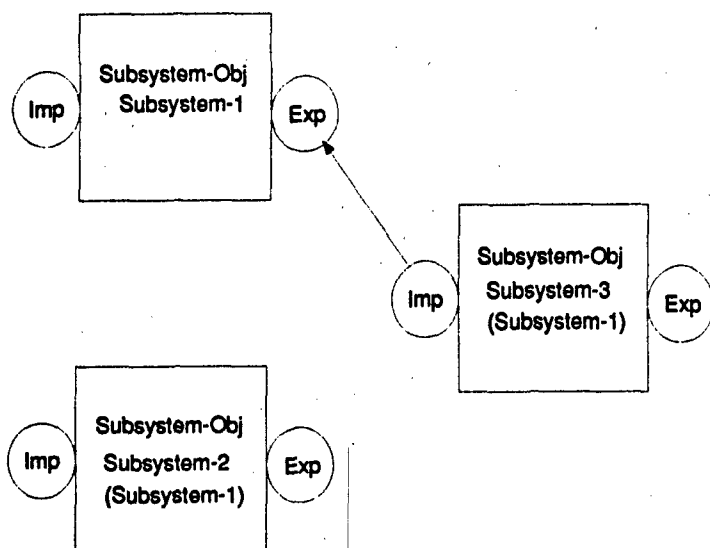 Subsystem-Obj
Subsystem-1
Imp
Exp
Subsystem-Obj
Subsystem-3
(Subsystem-1)
Imp
Exp
Subsystem-Obj
Subsystem-2
(Subsystem-1)
Imp
Exp